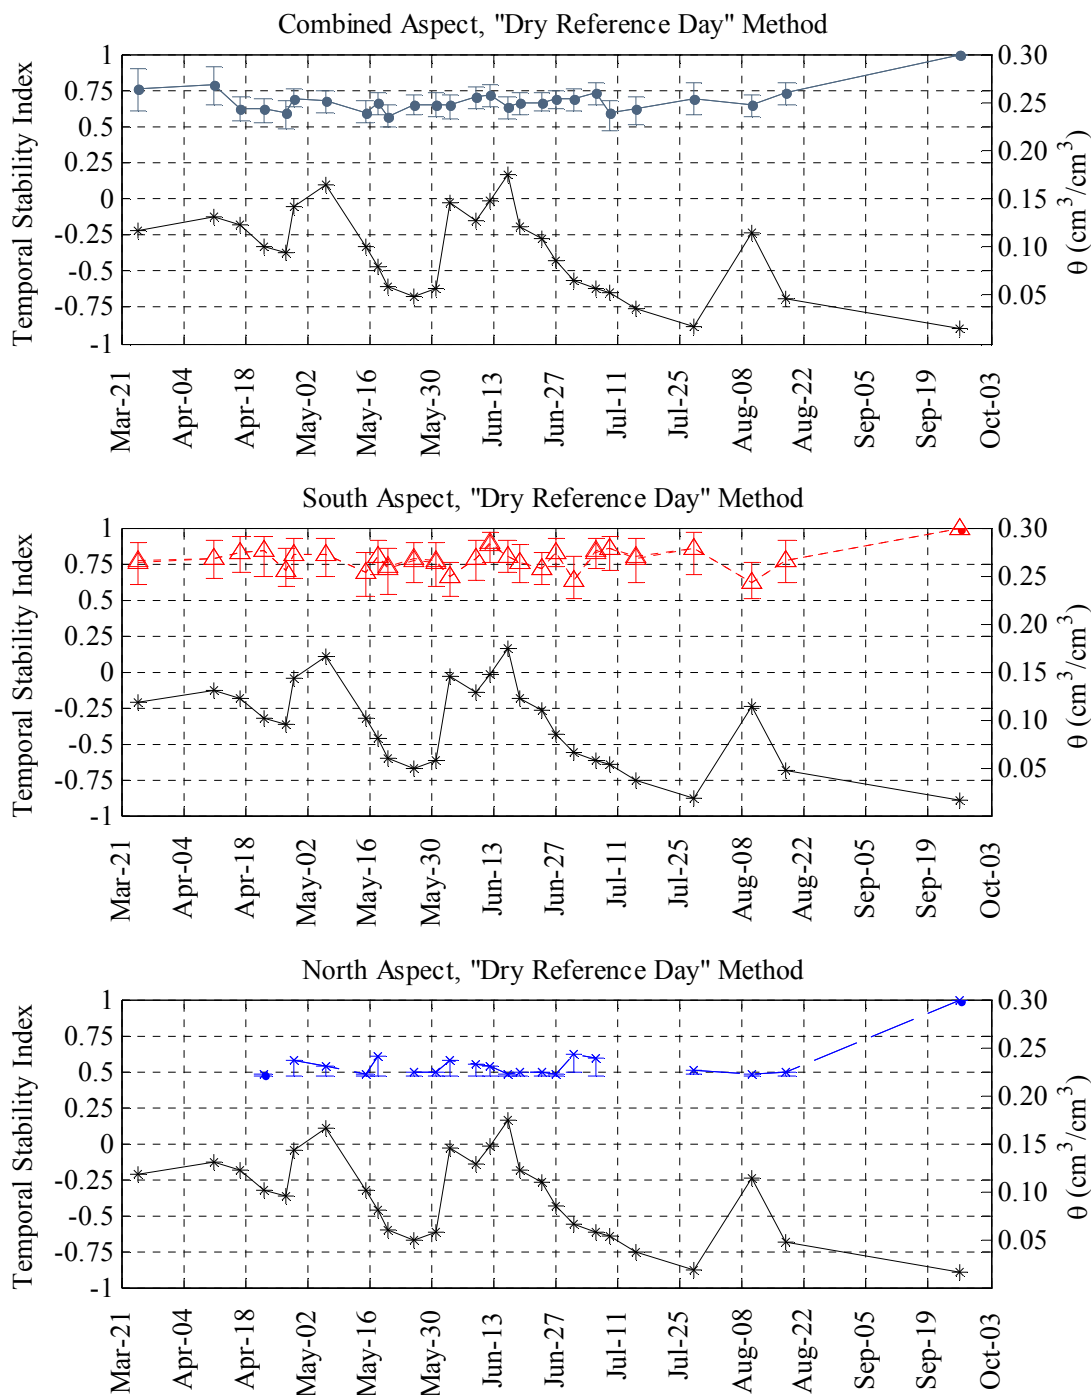 Combined Aspect, "Dry Reference Day" Method
Temporal Stability Index
1
0.75
0.5
0.25
0
-0.25
-0.5
-0.75
-1
0.30
0.25
0.20
0.15
0.10
0.05
θ (cm³/cm³)
Mar-21
Apr-04
Apr-18
May-02
May-16
May-30
Jun-13
Jun-27
Jul-11
Jul-25
Aug-08
Aug-22
Sep-05
Sep-19
Oct-03
South Aspect, "Dry Reference Day" Method
Temporal Stability Index
1
0.75
0.5
0.25
0
-0.25
-0.5
-0.75
-1
0.30
0.25
0.20
0.15
0.10
0.05
θ (cm³/cm³)
Mar-21
Apr-04
Apr-18
May-02
May-16
May-30
Jun-13
Jun-27
Jul-11
Jul-25
Aug-08
Aug-22
Sep-05
Sep-19
Oct-03
North Aspect, "Dry Reference Day" Method
Temporal Stability Index
1
0.75
0.5
0.25
0
-0.25
-0.5
-0.75
-1
0.30
0.25
0.20
0.15
0.10
0.05
θ (cm³/cm³)
Mar-21
Apr-04
Apr-18
May-02
May-16
May-30
Jun-13
Jun-27
Jul-11
Jul-25
Aug-08
Aug-22
Sep-05
Sep-19
Oct-03